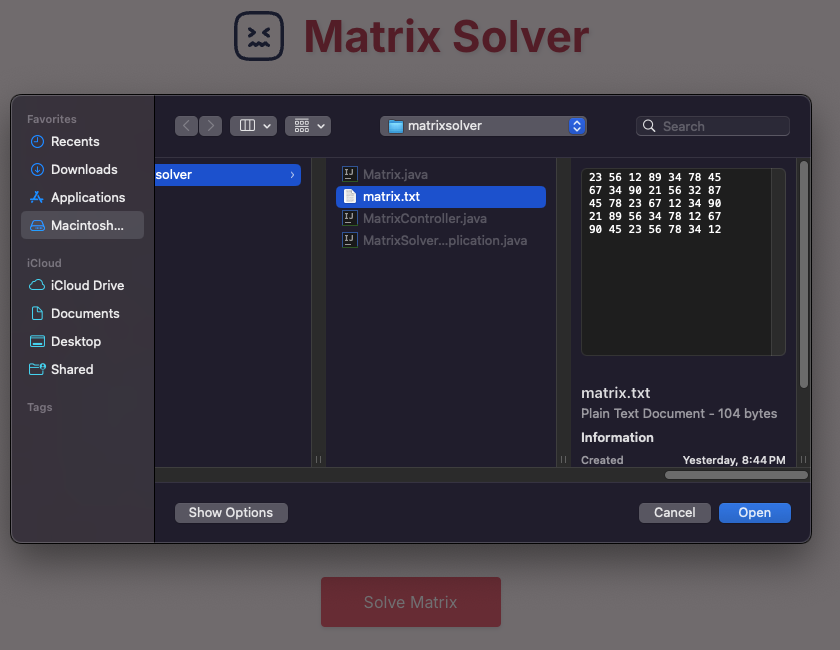 Matrix Solver
Favorites
Recents
Downloads
Applications
Macintosh...
iCloud
iCloud Drive
Documents
Desktop
Shared
Tags
matrixsolver
Search
solver
Matrix.java
matrix.txt
MatrixController.java
MatrixSolver...plication.java
23 56 12 89 34 78 45
67 34 90 21 56 32 87
45 78 23 67 12 34 90
21 89 56 34 78 12 67
90 45 23 56 78 34 12
matrix.txt
Plain Text Document - 104 bytes
Information
Created Yesterday, 8:44 PM
Show Options
Cancel
Open
Solve Matrix